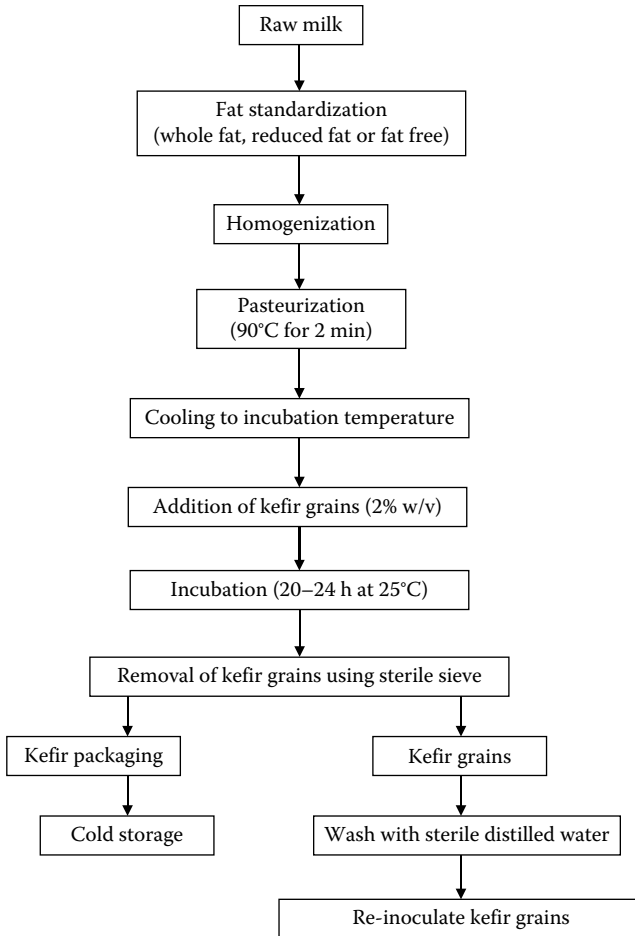 Raw milk
Fat standardization
(whole fat, reduced fat or fat free)
Homogenization
Pasteurization
(90°C for 2 min)
Cooling to incubation temperature
Addition of kefir grains (2% w/v)
Incubation (20–24 h at 25°C)
Removal of kefir grains using sterile sieve
Kefir packaging
Kefir grains
Cold storage
Wash with sterile distilled water
Re-inoculate kefir grains